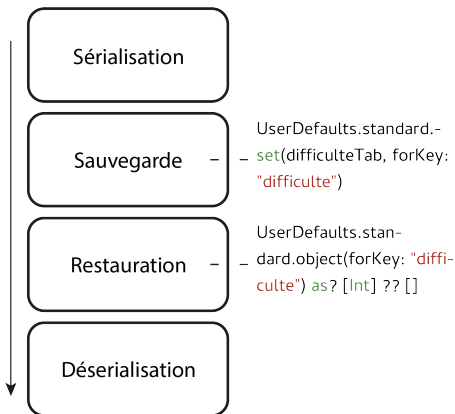 Sérialisation
Sauvegarde
UserDefaults.standard.-
set(difficulteTab, forKey:
"difficulte")
Restauration
UserDefaults.stan-
dard.object(forKey: "diffi-
culte") as? [Int] ?? []
Déserialisation